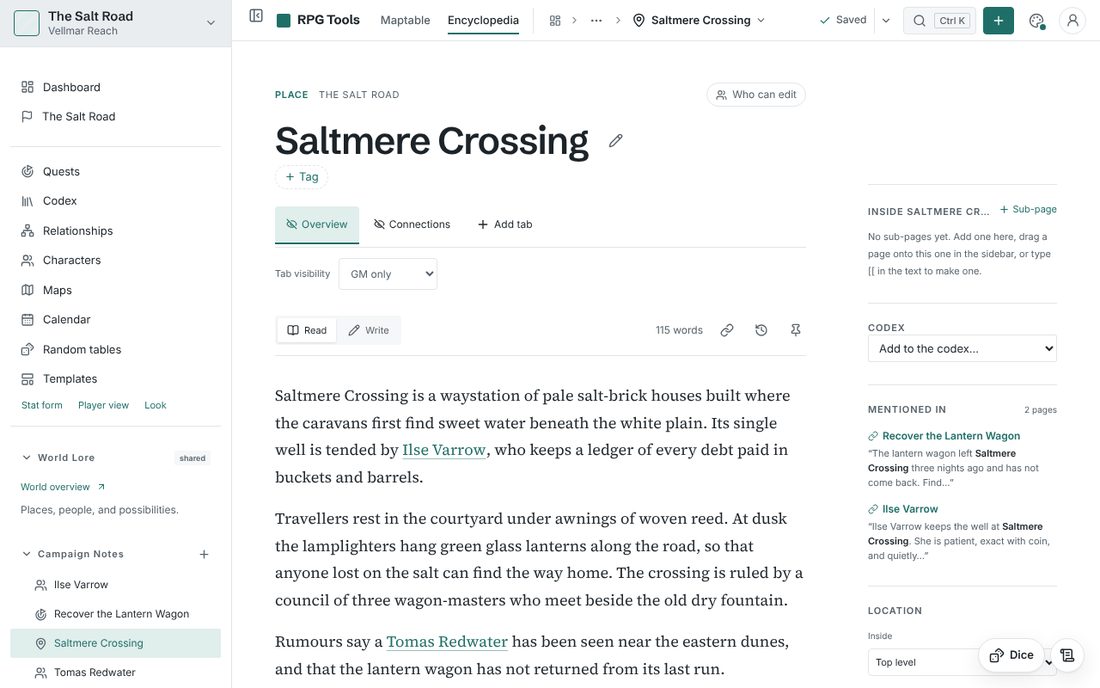 The Salt Road
Vellmar Reach
RPG Tools
Maptable
Encyclopedia
Saltmere Crossing
Saved
Ctrl K
Dashboard
The Salt Road
Quests
Codex
Relationships
Characters
Maps
Calendar
Random tables
Templates
Stat form Player view Look
World Lore
shared
World overview
Places, people, and possibilities.
Campaign Notes
Ilse Varrow
Recover the Lantern Wagon
Saltmere Crossing
Tomas Redwater
PLACE THE SALT ROAD
Who can edit
Saltmere Crossing
+ Tag
Overview
Connections
+ Add tab
Tab visibility
GM only
Read
Write
115 words
Saltmere Crossing is a waystation of pale salt-brick houses built where
the caravans first find sweet water beneath the white plain. Its single
well is tended by Ilse Varrow, who keeps a ledger of every debt paid in
buckets and barrels.
Travellers rest in the courtyard under awnings of woven reed. At dusk
the lamplighters hang green glass lanterns along the road, so that
anyone lost on the salt can find the way home. The crossing is ruled by a
council of three wagon-masters who meet beside the old dry fountain.
Rumours say a Tomas Redwater has been seen near the eastern dunes,
and that the lantern wagon has not returned from its last run.
INSIDE SALTMERE CR...
+ Sub-page
No sub-pages yet. Add one here, drag a
page onto this one in the sidebar, or type
[[ in the text to make one.
CODEX
Add to the codex...
MENTIONED IN
2 pages
Recover the Lantern Wagon
“The lantern wagon left Saltmere
Crossing three nights ago and has not
come back. Find...”
Ilse Varrow
“Ilse Varrow keeps the well at Saltmere
Crossing. She is patient, exact with coin,
and quietly...”
LOCATION
Inside
Top level
Dice